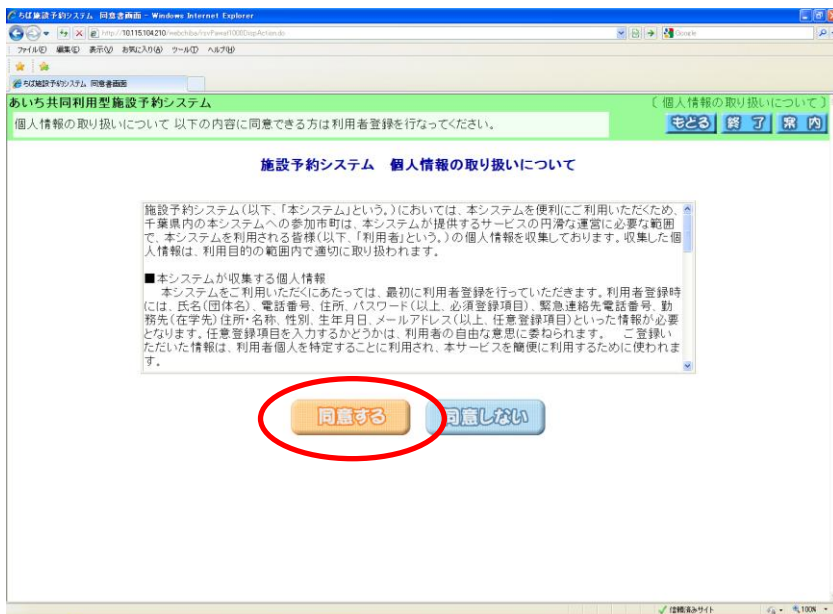 ちば施設予約システム 同意書画面 - Windows Internet Explorer
http://10.115.104.210/webchiba/rsvPawal1000DispAction.do
Google
ファイル(F) 編集(E) 表示(V) お気に入り(A) ツール(T) ヘルプ(H)
ちば施設予約システム 同意書画面
あいち共同利用型施設予約システム
〔個人情報の取り扱いについて〕
個人情報の取り扱いについて 以下の内容に同意できる方は利用者登録を行なってください。
もどる 終了 案内
施設予約システム 個人情報の取り扱いについて
施設予約システム(以下、「本システム」という。)においては、本システムを便利にご利用いただくため、
千葉県内の本システムへの参加市町は、本システムが提供するサービスの円滑な運営に必要な範囲
で、本システムを利用される皆様(以下、「利用者」という。)の個人情報を収集しております。収集した個
人情報は、利用目的の範囲内で適切に取り扱われます。
■本システムが収集する個人情報
本システムをご利用いただくにあたっては、最初に利用者登録を行っていただきます。利用者登録時
には、氏名(団体名)、電話番号、住所、パスワード(以上、必須登録項目)、緊急連絡先電話番号、勤
務先(在学先)住所・名称、性別、生年月日、メールアドレス(以上、任意登録項目)といった情報が必要
となります。任意登録項目を入力するかどうかは、利用者の自由な意思に委ねられます。 ご登録い
ただいた情報は、利用者個人を特定することに利用され、本サービスを簡便に利用するために使われま
す。
同意する 同意しない
信頼済みサイト
100%